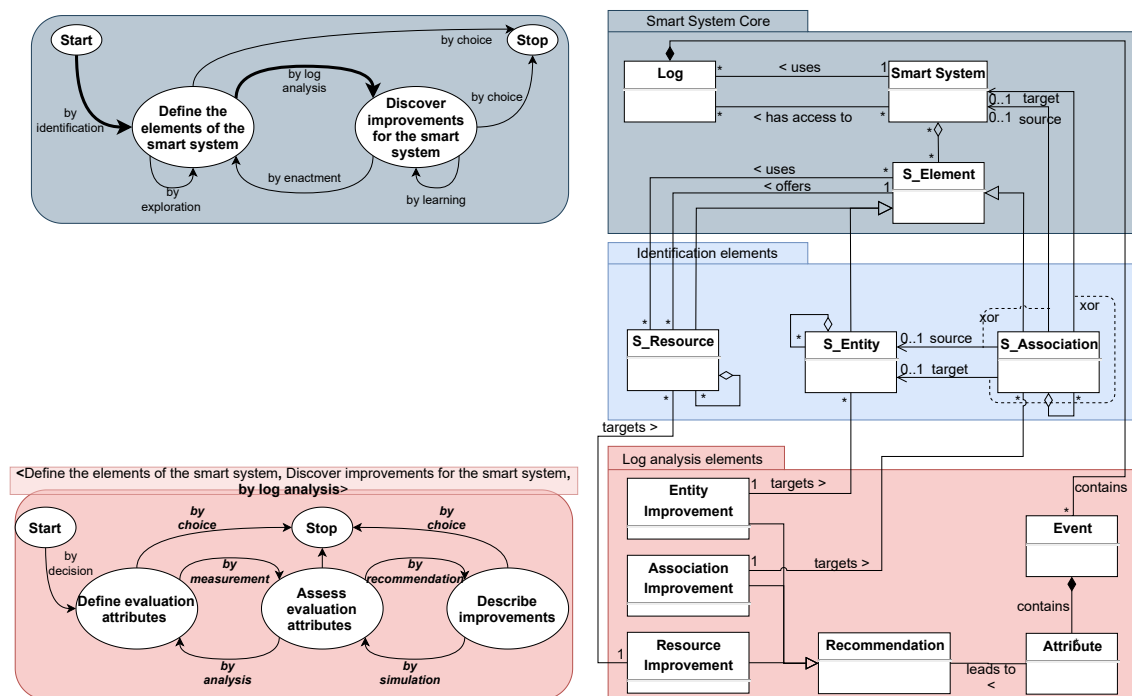 Start
Stop
by choice
by log
analysis
by choice
by
identification
Define the
elements of the
smart system
Discover
improvements
for the smart
system
by enactment
by
exploration
by learning
Smart System Core
Log
Smart System
*
< uses
1
*
< has access to
*
0..1
target
0..1
source
*
*
S_Element
< uses
*
< offers
1
Identification elements
xor
xor
*
*
S_Resource
*
*
*
S_Entity
*
0..1 source
0..1 target
S_Association
*
*
targets >
<Define the elements of the smart system, Discover improvements for the smart system,
by log analysis>
Start
by
decision
by
choice
Stop
by
choice
by
measurement
by
recommendation
Define evaluation
attributes
Assess
evaluation
attributes
Describe
improvements
by
analysis
by
simulation
Log analysis elements
Entity
Improvement
1
targets >
contains
*
Event
Association
Improvement
1
targets >
contains
*
Resource
Improvement
1
Recommendation
Attribute
leads to
<